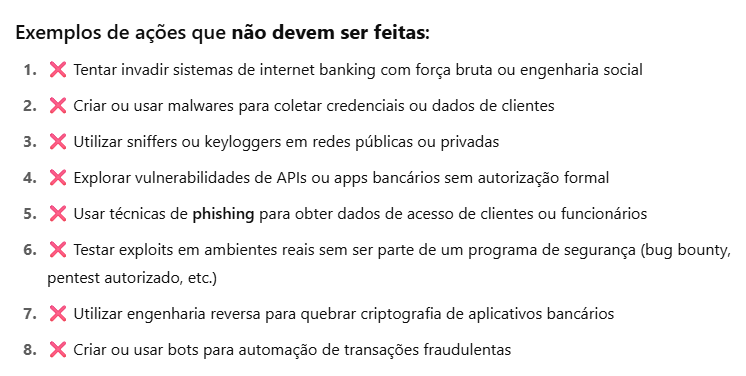 Exemplos de ações que não devem ser feitas:
1. ❌ Tentar invadir sistemas de internet banking com força bruta ou engenharia social
2. ❌ Criar ou usar malwares para coletar credenciais ou dados de clientes
3. ❌ Utilizar sniffers ou keyloggers em redes públicas ou privadas
4. ❌ Explorar vulnerabilidades de APIs ou apps bancários sem autorização formal
5. ❌ Usar técnicas de phishing para obter dados de acesso de clientes ou funcionários
6. ❌ Testar exploits em ambientes reais sem ser parte de um programa de segurança (bug bounty,
pentest autorizado, etc.)
7. ❌ Utilizar engenharia reversa para quebrar criptografia de aplicativos bancários
8. ❌ Criar ou usar bots para automação de transações fraudulentas